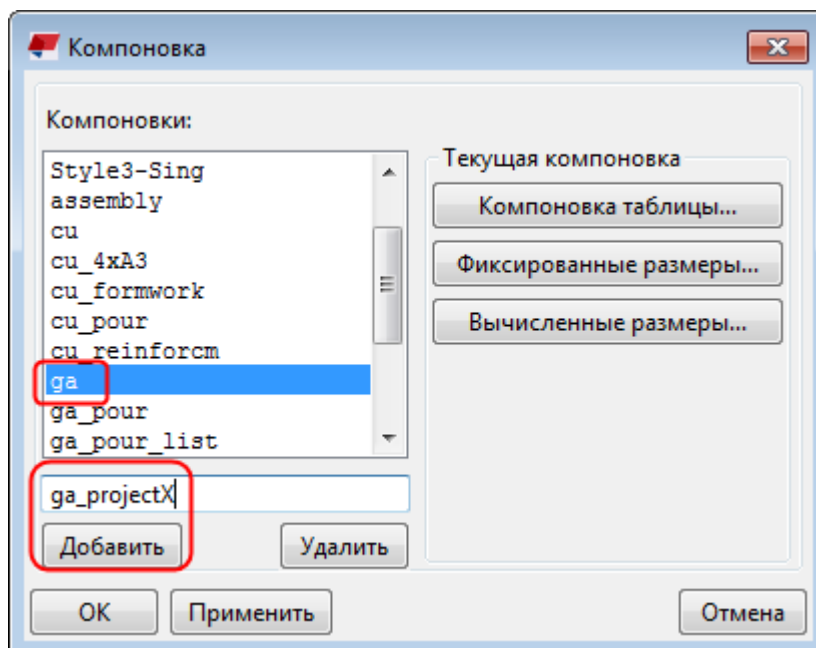 Компоновка
Компоновки:
Style3-Sing
assembly
cu
cu_4xA3
cu_formwork
cu_pour
cu_reinforcm
ga
ga_pour
ga_pour_list
ga_projectX
Добавить
Удалить
Текущая компоновка
Компоновка таблицы...
Фиксированные размеры...
Вычисленные размеры...
ОК
Применить
Отмена